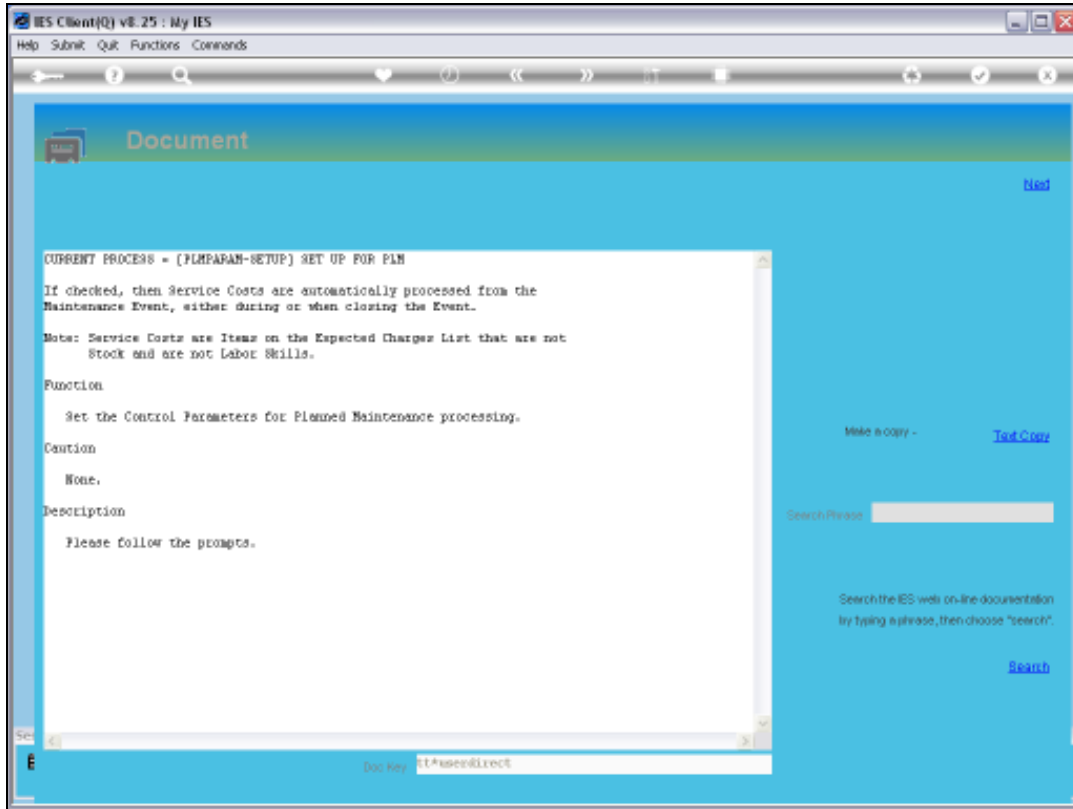 IES Client(Q) v8.25 : My IES
Help Submit Quit Functions Commands
Document
Next
CURRENT PROCESS = [PLMPARAM-SETUP] SET UP FOR PLM
If checked, then Service Costs are automatically processed from the
Maintenance Event, either during or when closing the Event.
Note: Service Costs are Items on the Expected Charges List that are not
Stock and are not Labor Skills.
Function
Set the Control Parameters for Planned Maintenance processing.
Caution
None.
Description
Please follow the prompts.
Make a copy -
Text Copy
Search Phrase
Search the IES web on-line documentation
by typing a phrase, then choose "search".
Search
Doc Key
tt*userdirect